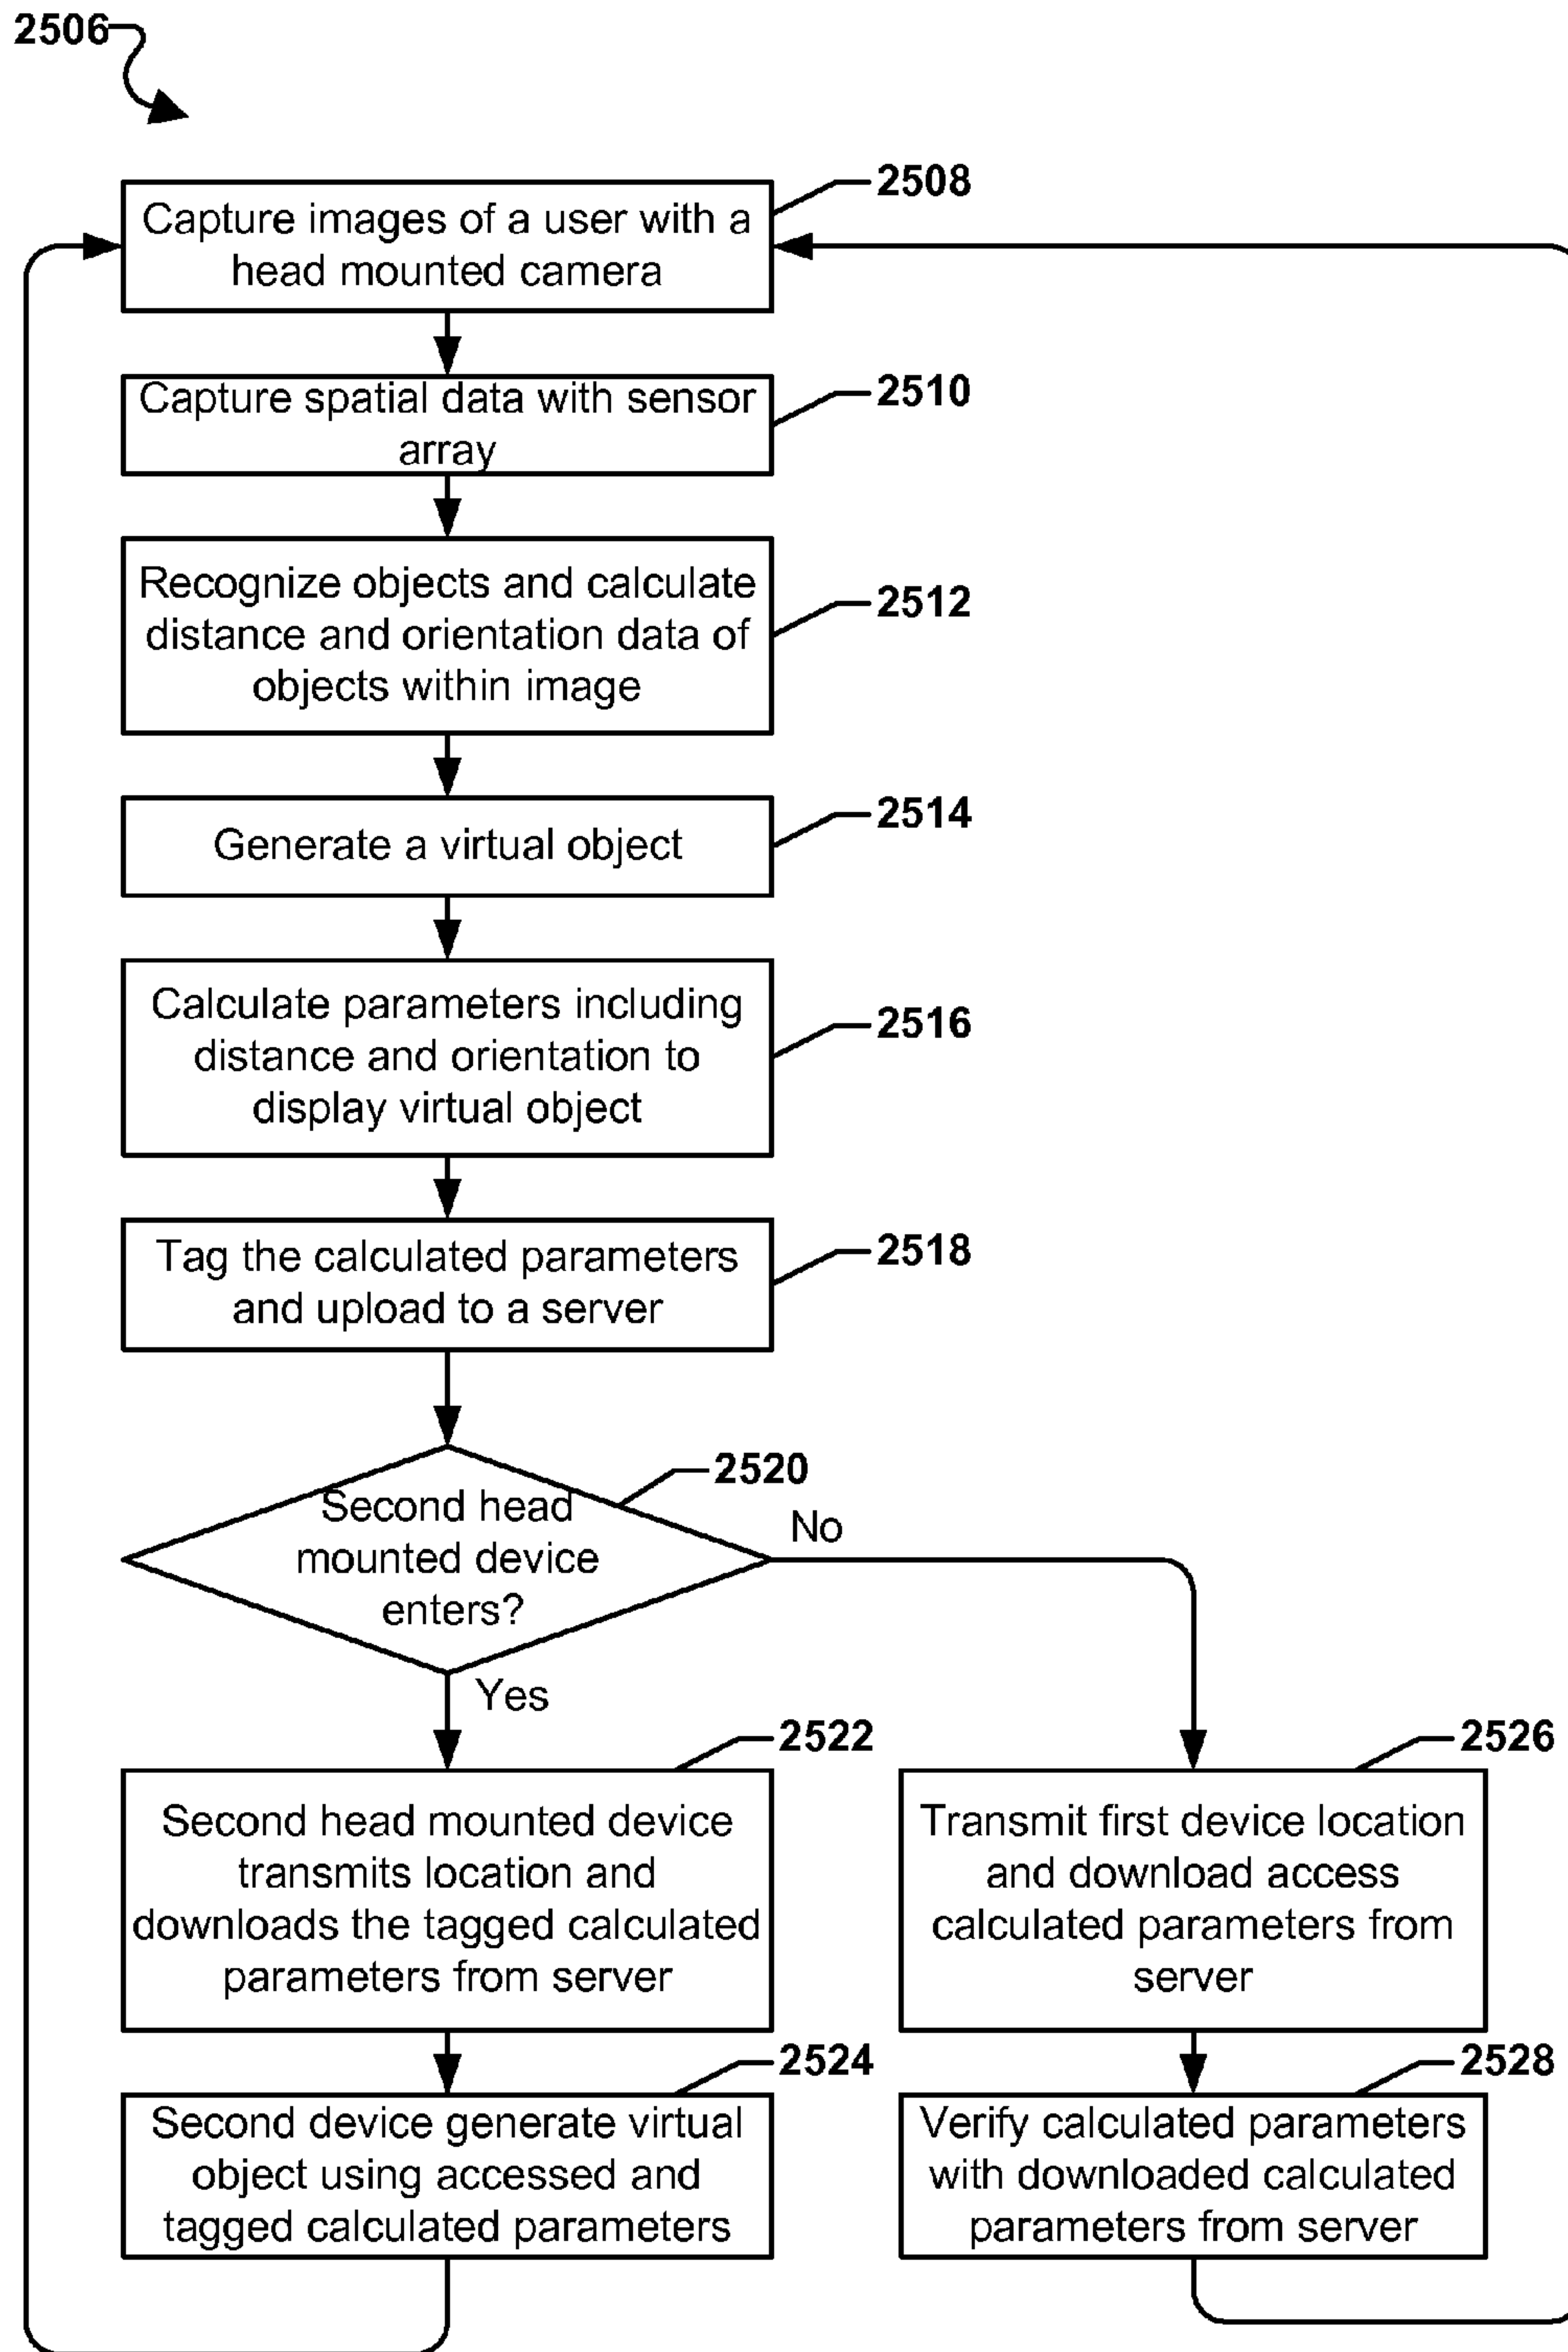 2506
2508
Capture images of a user with a
head mounted camera
2510
Capture spatial data with sensor
array
2512
Recognize objects and calculate
distance and orientation data of
objects within image
2514
Generate a virtual object
2516
Calculate parameters including
distance and orientation to
display virtual object
2518
Tag the calculated parameters
and upload to a server
2520
Second head
mounted device
enters?
No
Yes
2522
Second head mounted device
transmits location and
downloads the tagged calculated
parameters from server
2526
Transmit first device location
and download access
calculated parameters from
server
2524
Second device generate virtual
object using accessed and
tagged calculated parameters
2528
Verify calculated parameters
with downloaded calculated
parameters from server